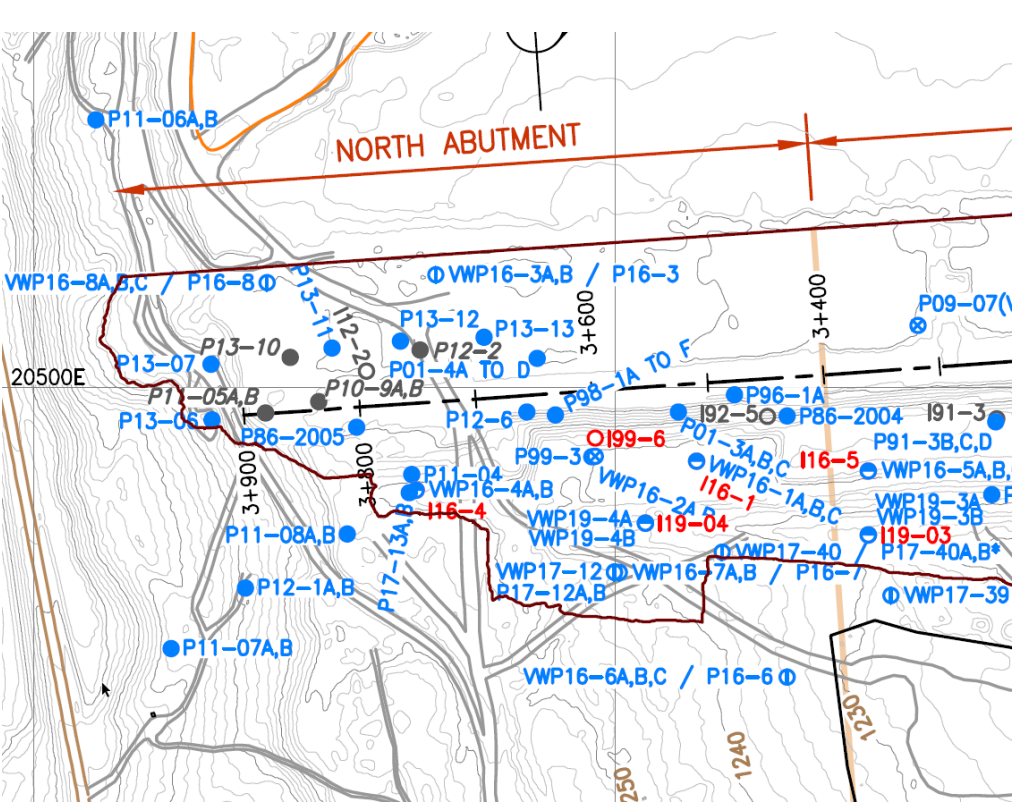 P11-06A,B
NORTH ABUTMENT
VWP16-8A,B,C / P16-8
VWP16-3A,B / P16-3
P13-11
I12-20
P13-12
P13-13
3+600
3+400
P09-07(V
P13-10
P12-2
P13-07
P01-4A TO D
20500E
P10-9A,B
-05A,B
P98-1A TO F
P96-1A
P12-6
I92-5
P86-2004
I91-3
P86-2005
I99-6
P01-3A,B,C
P91-3B,C,D
3+900
3+800
P99-3
I16-5
P11-04
VWP16-4A,B
VWP16-1A,B,C
VWP16-5A,B,
I16-1
VWP16-2A
I16-4
VWP19-3A
VWP19-3B
VWP19-4A
VWP19-4B
I19-04
I19-03
P11-08A,B
P17-13A,B
P17-40A,B*
VWP17-40
VWP17-12
VWP16-7A,B / P16-7
P12-1A,B
P17-12A,B
VWP17-39
P11-07A,B
VWP16-6A,B,C / P16-6
1230
1240
250